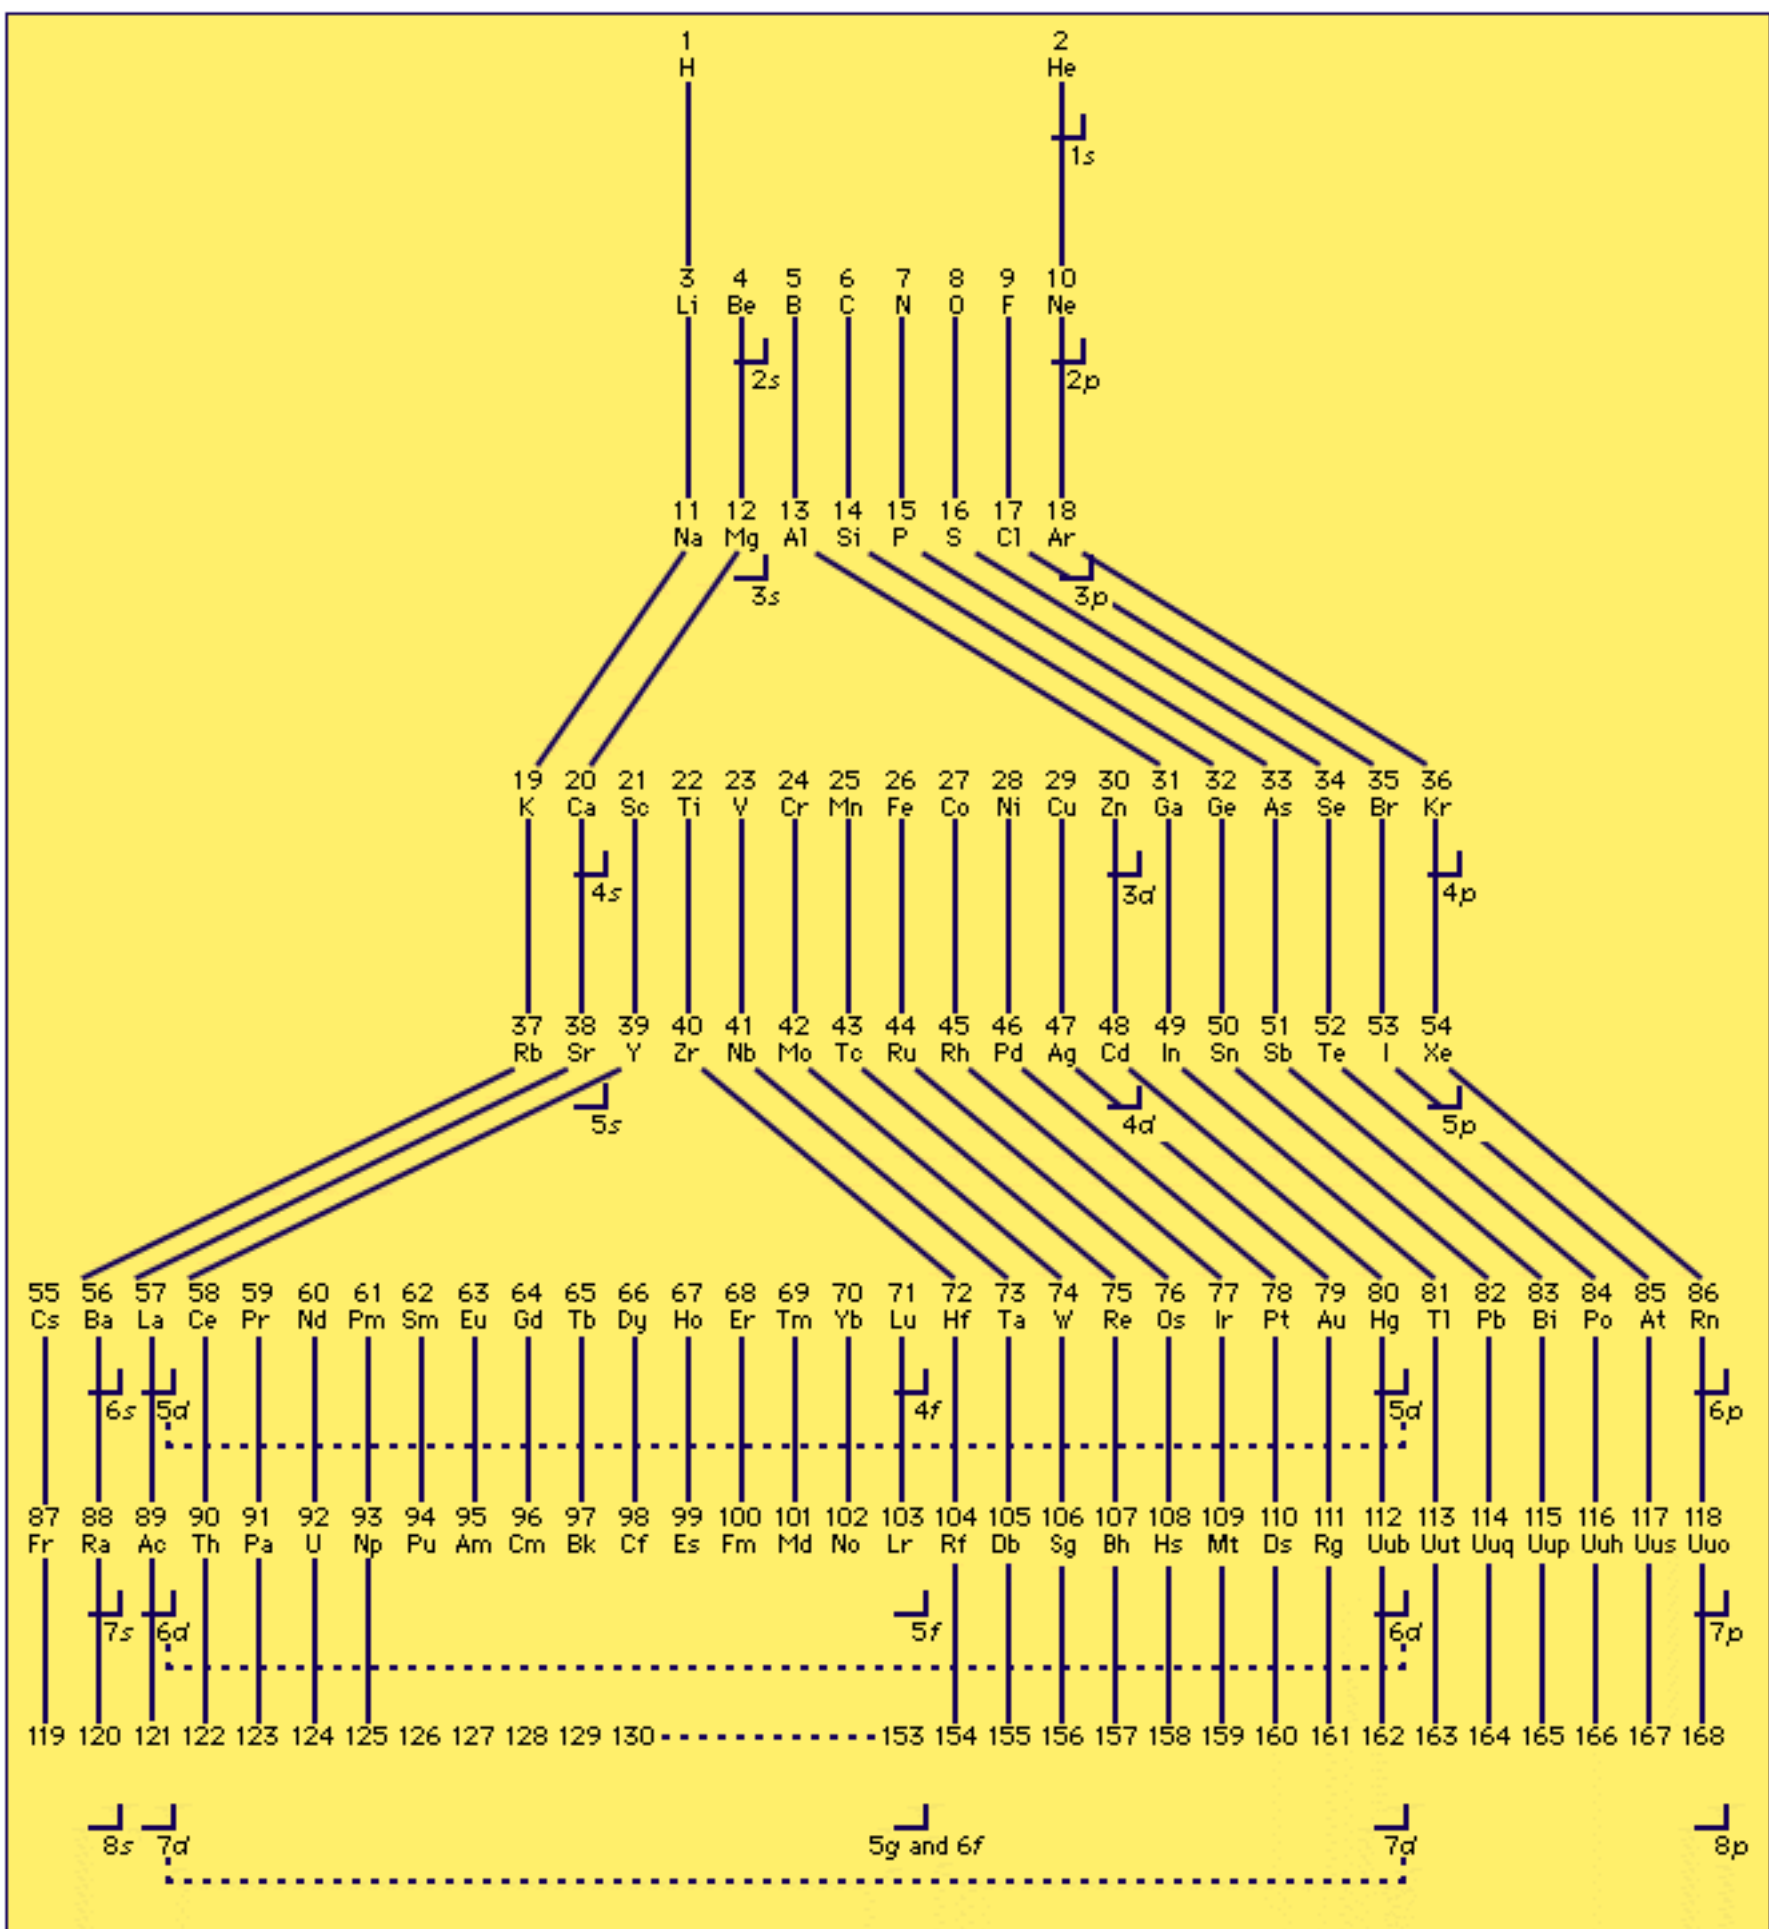 1 2
H He
1s
3 4 5 6 7 8 9 10
Li Be B C N O F Ne
2s 2p
11 12 13 14 15 16 17 18
Na Mg Al Si P S Cl Ar
3s 3p
19 20 21 22 23 24 25 26 27 28 29 30 31 32 33 34 35 36
K Ca Sc Ti V Cr Mn Fe Co Ni Cu Zn Ga Ge As Se Br Kr
4s 3d 4p
37 38 39 40 41 42 43 44 45 46 47 48 49 50 51 52 53 54
Rb Sr Y Zr Nb Mo Tc Ru Rh Pd Ag Cd In Sn Sb Te I Xe
5s 4d 5p
55 56 57 58 59 60 61 62 63 64 65 66 67 68 69 70 71 72 73 74 75 76 77 78 79 80 81 82 83 84 85 86
Cs Ba La Ce Pr Nd Pm Sm Eu Gd Tb Dy Ho Er Tm Yb Lu Hf Ta W Re Os Ir Pt Au Hg Tl Pb Bi Po At Rn
6s 5d 4f 5d 6p
87 88 89 90 91 92 93 94 95 96 97 98 99 100 101 102 103 104 105 106 107 108 109 110 111 112 113 114 115 116 117 118
Fr Ra Ac Th Pa U Np Pu Am Cm Bk Cf Es Fm Md No Lr Rf Db Sg Bh Hs Mt Ds Rg Uub Uut Uuq Uup Uuh Uus Uuo
7s 6d 5f 6d 7p
119 120 121 122 123 124 125 126 127 128 129 130 153 154 155 156 157 158 159 160 161 162 163 164 165 166 167 168
8s 7d 5g and 6f 7d 8p